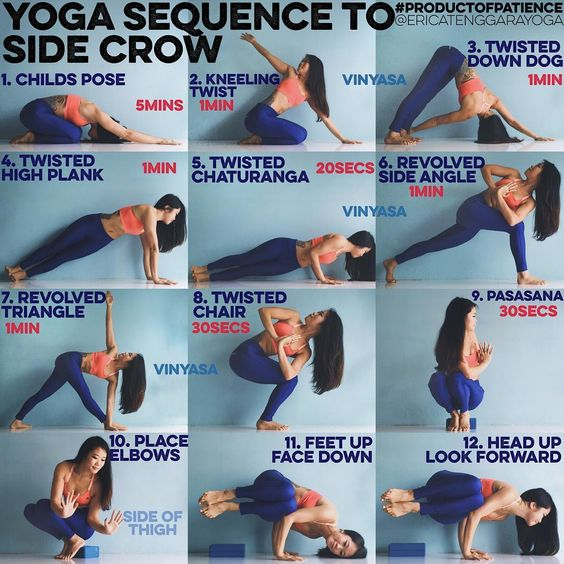 YOGA SEQUENCE TO
SIDE CROW
#PRODUCTOFPATIENCE
@ERICATENGGARAYOGA
1. CHILDS POSE
5MINS
2. KNEELING
TWIST
1MIN
VINYASA
3. TWISTED
DOWN DOG
1MIN
4. TWISTED
HIGH PLANK
1MIN
5. TWISTED
CHATURANGA
20SECS
VINYASA
6. REVOLVED
SIDE ANGLE
1MIN
7. REVOLVED
TRIANGLE
1MIN
VINYASA
8. TWISTED
CHAIR
30SECS
9. PASASANA
30SECS
10. PLACE
ELBOWS
SIDE OF
THIGH
11. FEET UP
FACE DOWN
12. HEAD UP
LOOK FORWARD